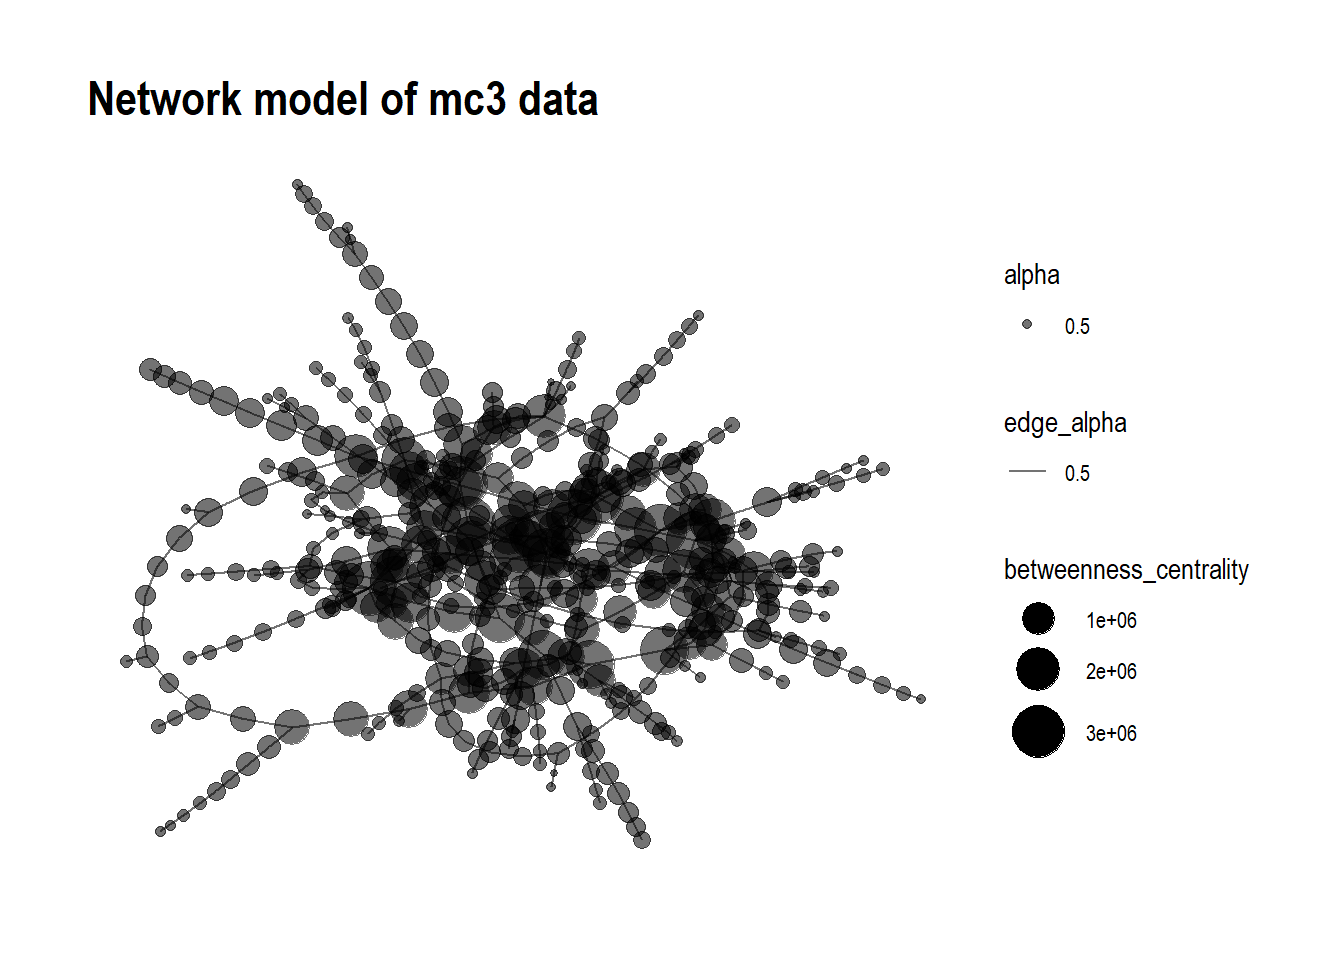 Network model of mc3 data
alpha
0.5
edge_alpha
0.5
betweenness_centrality
1e+06
2e+06
3e+06